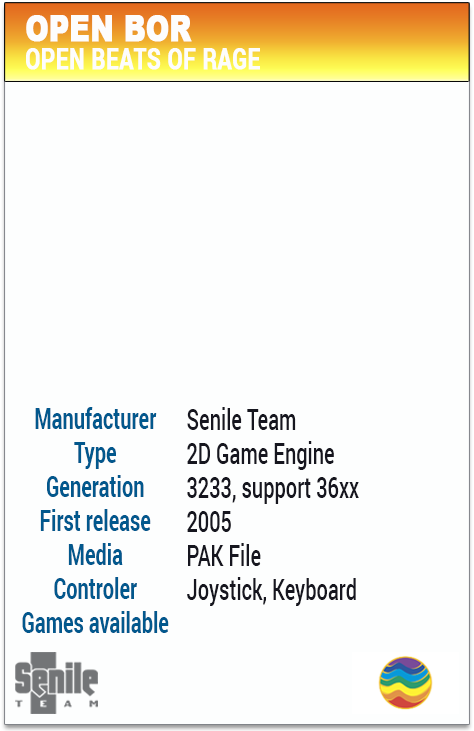 OPEN BOR
OPEN BEATS OF RAGE
Manufacturer Senile Team
Type 2D Game Engine
Generation 3233, support 36xx
First release 2005
Media PAK File
Controler Joystick, Keyboard
Games available
Senile
TEAM